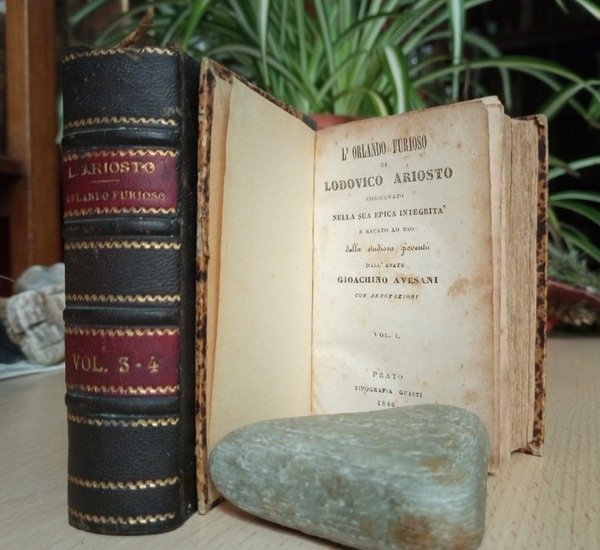 L. ARIOSTO
ORLANDO FURIOSO
VOL. 3-4
L' ORLANDO FURIOSO
DI
LODOVICO ARIOSTO
CONSERVATO
NELLA SUA EPICA INTEGRITA'
E RECATO AD USO
della studiosa gioventù
DALL' ABATE
GIOACHINO AVESANI
CON ANNOTAZIONI
VOL. I.
PRATO
TIPOGRAFIA GUASTI
1846.